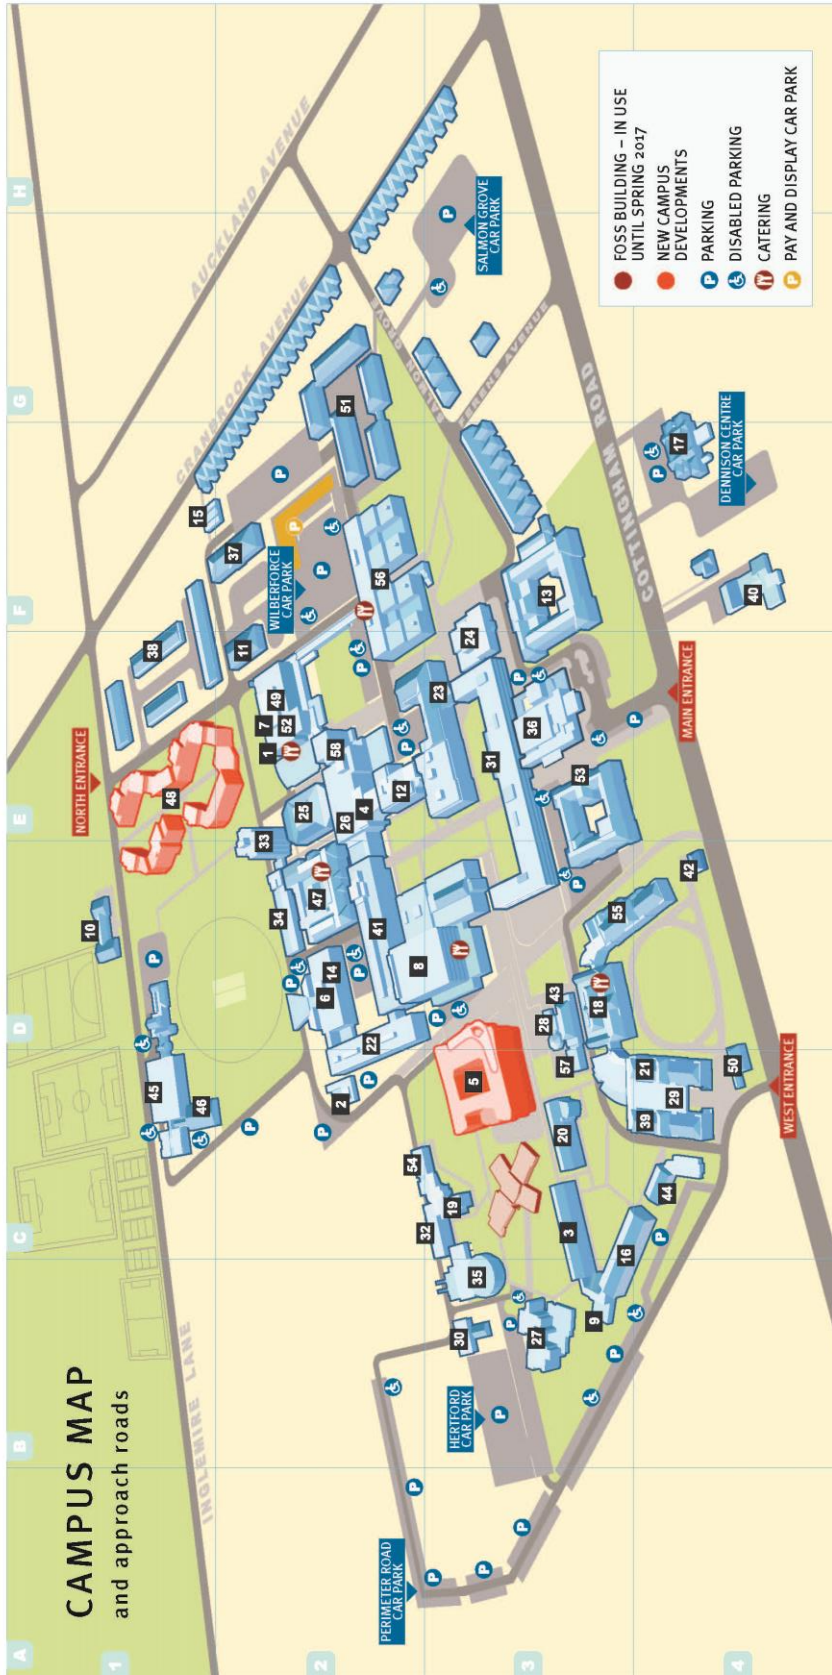 CAMPUS MAP
and approach roads
A
B
C
D
E
F
G
H
1
2
3
4
INGLEMIRE LANE
CRANBROOK AVENUE
AUCKLAND AVENUE
SALMON GROVE
COTTINGHAM ROAD
NORTH ENTRANCE
MAIN ENTRANCE
WEST ENTRANCE
PERIMETER ROAD
CAR PARK
HERTFORD
CAR PARK
WILBERFORCE
CAR PARK
SALMON GROVE
CAR PARK
DENNISON CENTRE
CAR PARK
10
45
46
48
38
15
37
11
33
34
47
25
1
7
52
49
58
26
4
12
6
14
41
22
2
8
23
24
56
51
31
36
13
53
54
32
19
35
30
5
28
43
57
18
55
42
20
21
29
39
50
3
16
44
9
27
17
40
FOSS BUILDING – IN USE
UNTIL SPRING 2017
NEW CAMPUS
DEVELOPMENTS
P PARKING
DISABLED PARKING
CATERING
P PAY AND DISPLAY CAR PARK